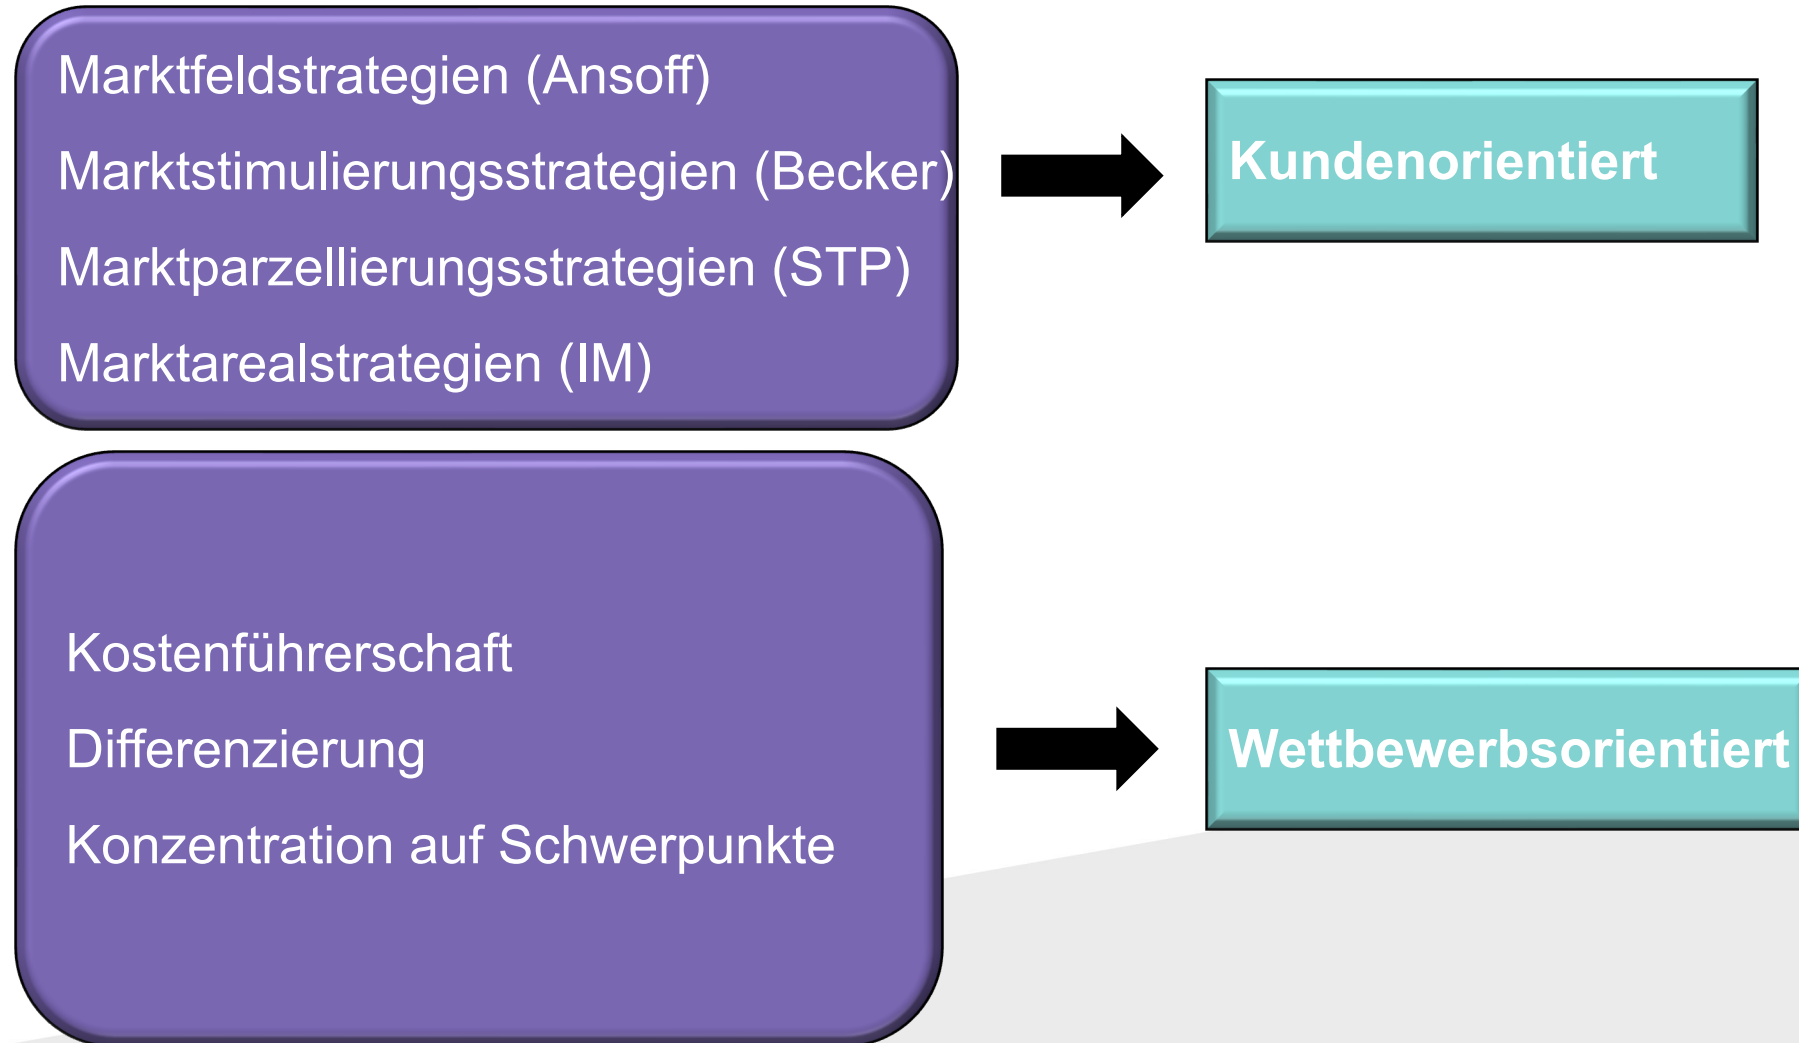 Marktfeldstrategien (Ansoff)
Marktstimulierungsstrategien (Becker)
Marktparzellierungsstrategien (STP)
Marktarealstrategien (IM)
Kundenorientiert
Kostenführerschaft
Differenzierung
Konzentration auf Schwerpunkte
Wettbewerbsorientiert